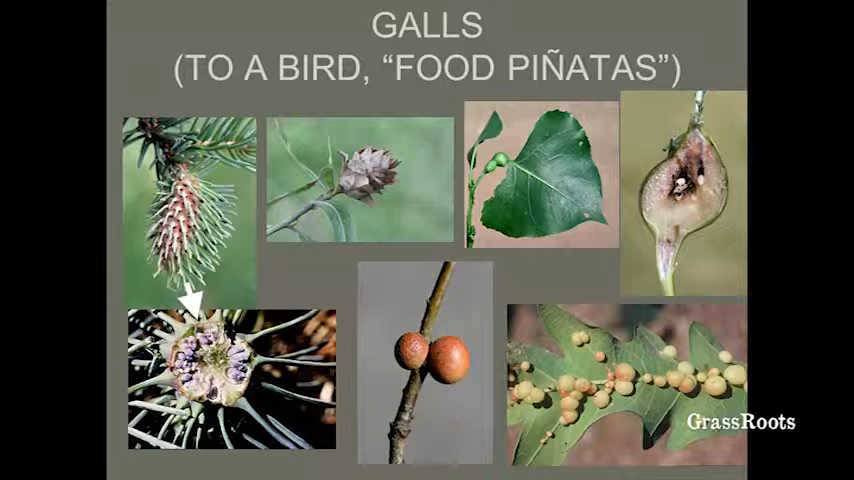 GALLS
(TO A BIRD, “FOOD PIÑATAS”)
GrassRoots